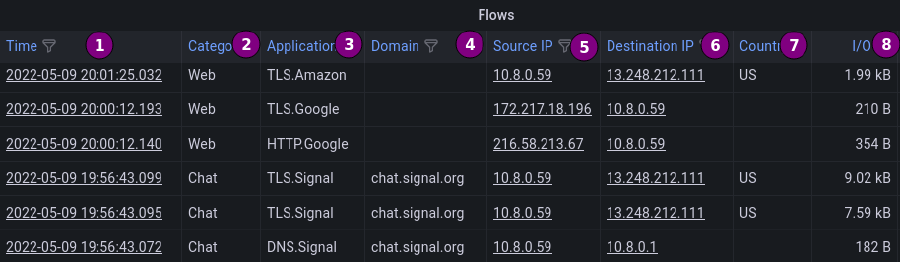 Flows
Time 1 Catego 2 Application 3 Domain 4 Source IP 5 Destination IP 6 Countr 7 I/O 8
2022-05-09 20:01:25.032 Web TLS.Amazon 10.8.0.59 13.248.212.111 US 1.99 kB
2022-05-09 20:00:12.193 Web TLS.Google 172.217.18.196 10.8.0.59 210 B
2022-05-09 20:00:12.140 Web HTTP.Google 216.58.213.67 10.8.0.59 354 B
2022-05-09 19:56:43.099 Chat TLS.Signal chat.signal.org 10.8.0.59 13.248.212.111 US 9.02 kB
2022-05-09 19:56:43.095 Chat TLS.Signal chat.signal.org 10.8.0.59 13.248.212.111 US 7.59 kB
2022-05-09 19:56:43.072 Chat DNS.Signal chat.signal.org 10.8.0.59 10.8.0.1 182 B